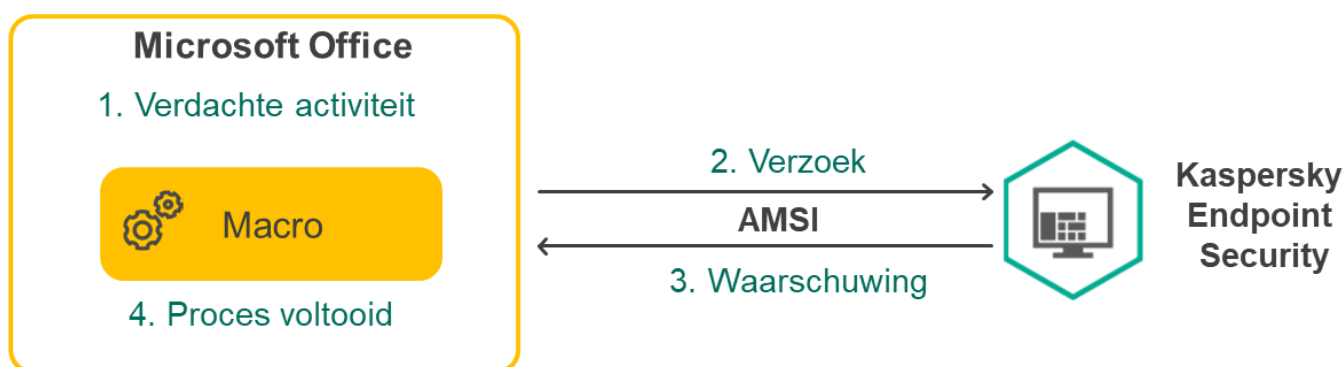 Microsoft Office
1. Verdachte activiteit
Macro
4. Proces voltooid
2. Verzoek
AMSI
3. Waarschuwing
Kaspersky
Endpoint
Security